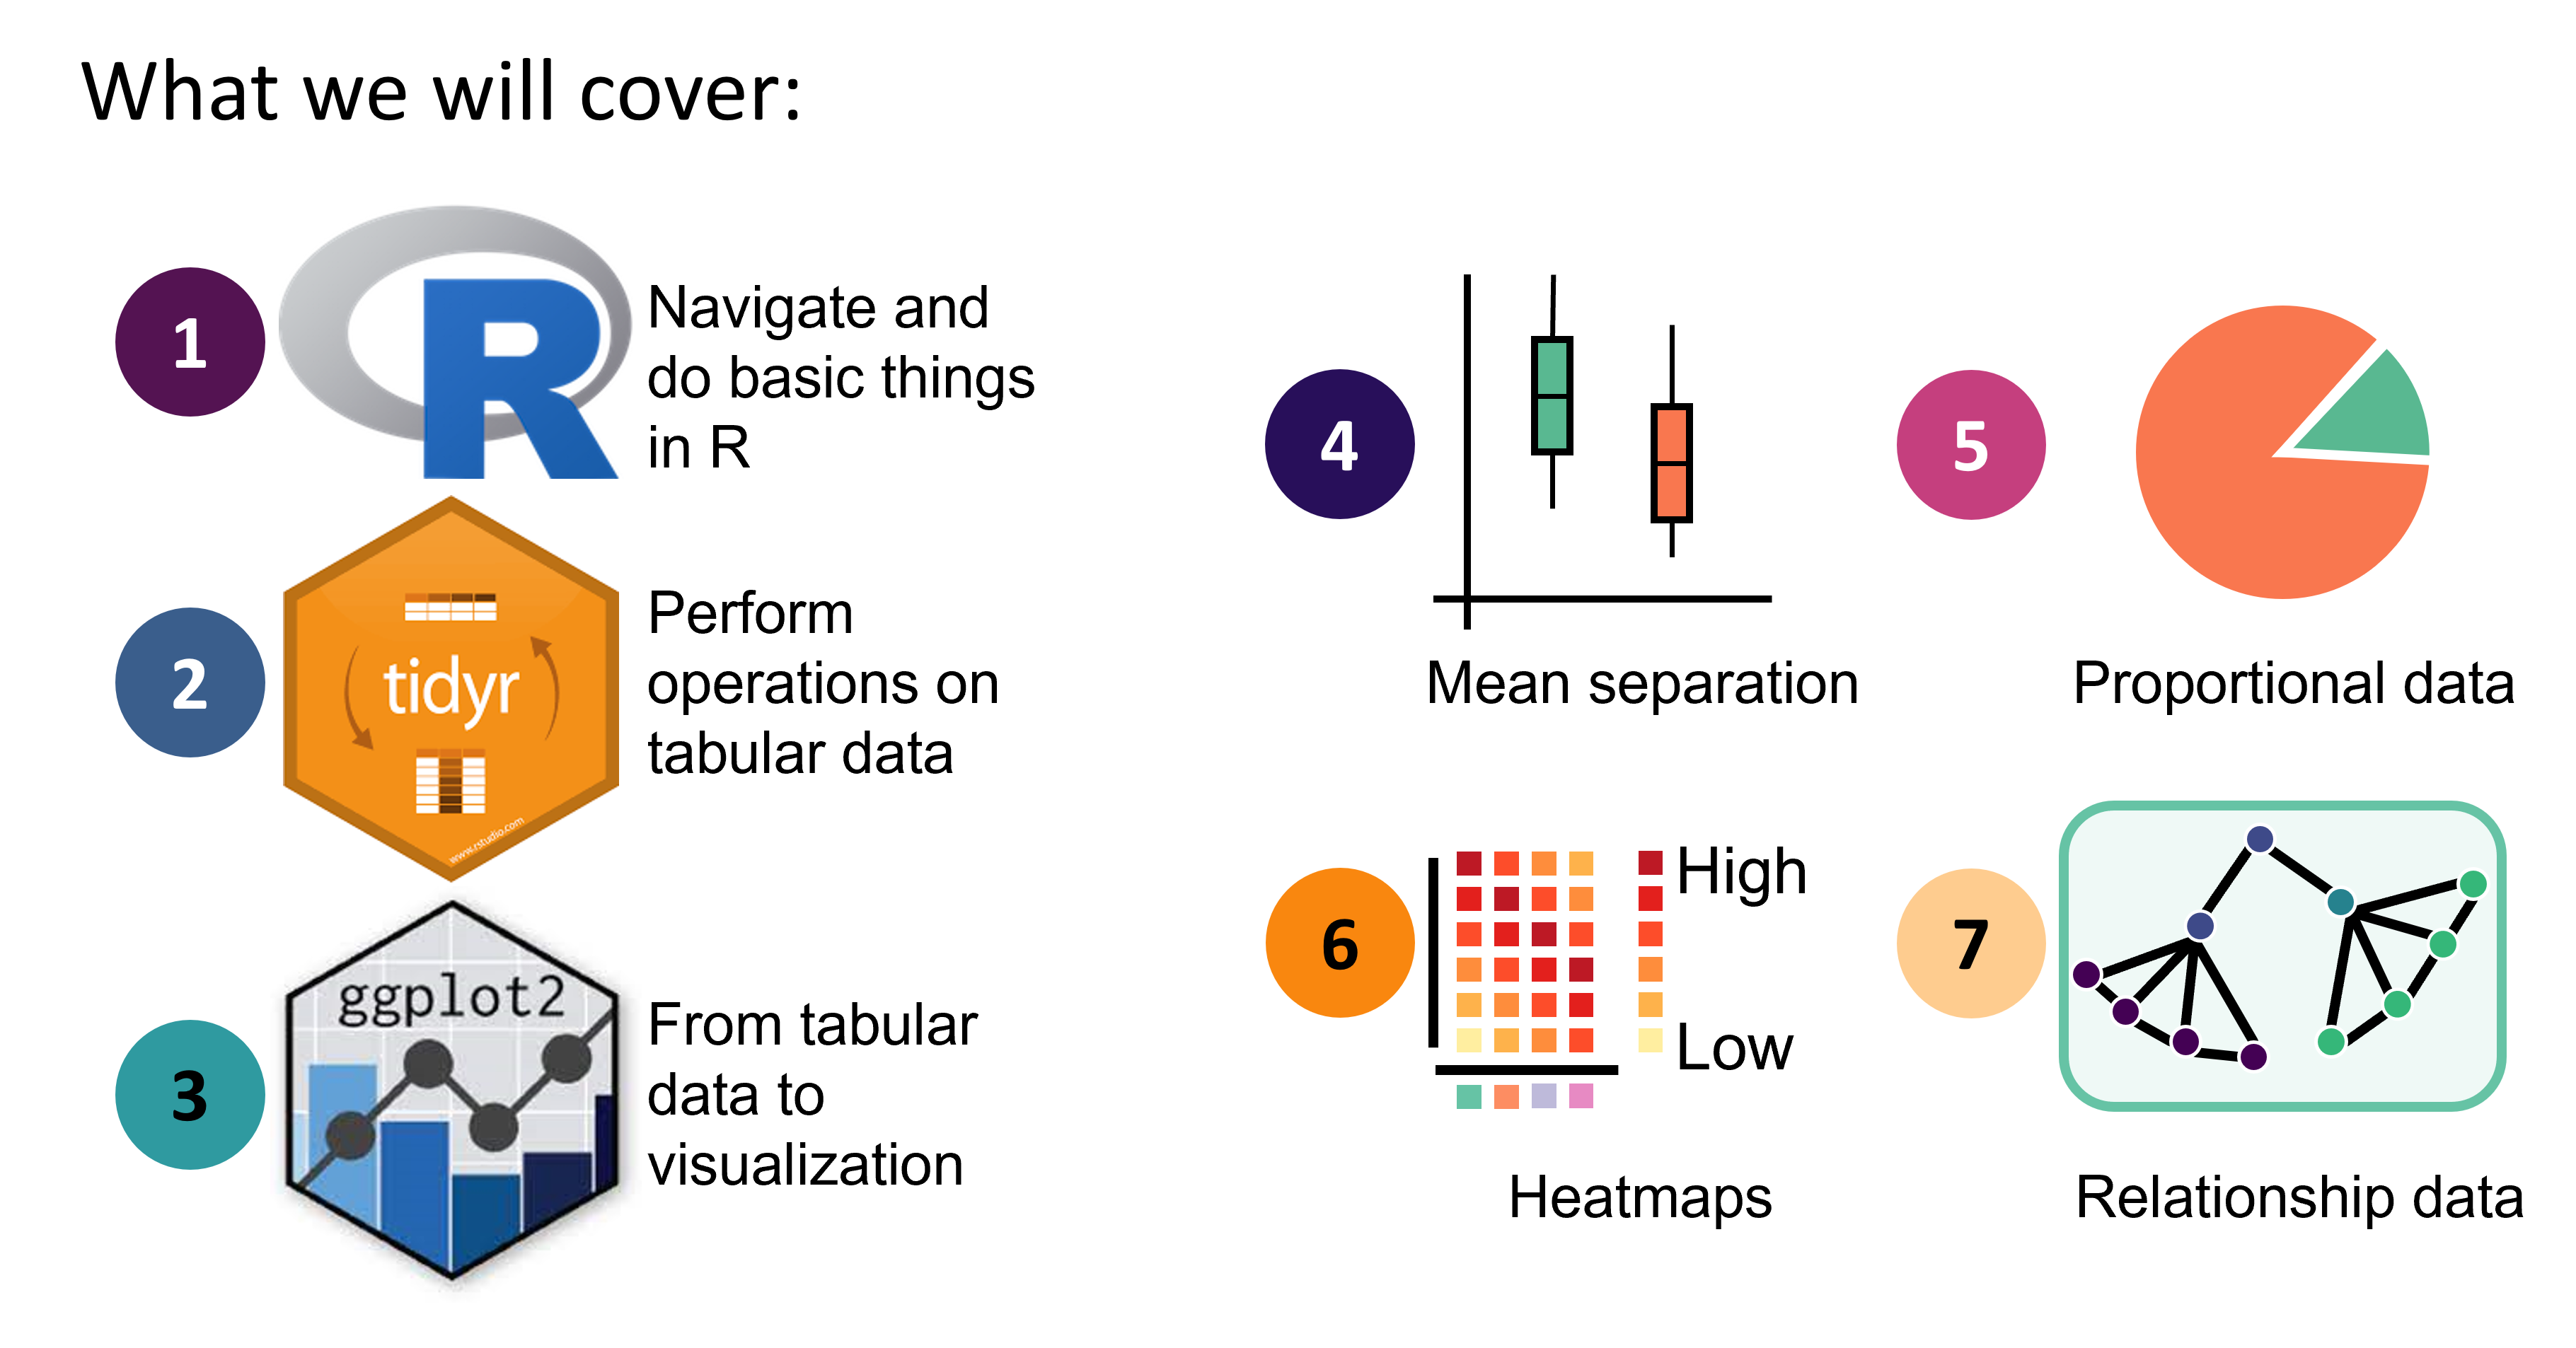 What we will cover:
1
R
Navigate and
do basic things
in R
2
tidyr
www.rstudio.com
Perform
operations on
tabular data
3
ggplot2
From tabular
data to
visualization
4
Mean separation
5
Proportional data
6
High
Low
Heatmaps
7
Relationship data